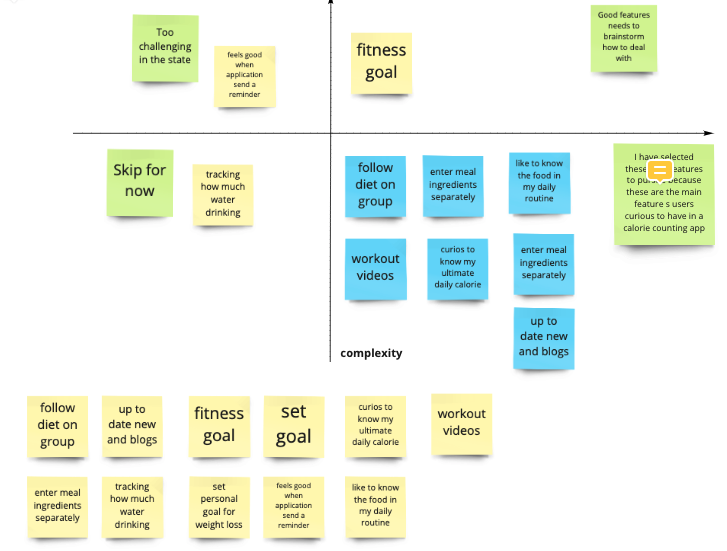 Too
challenging
in the state
feels good
when
application
send a
reminder
fitness
goal
Good features
needs to
brainstorm
how to deal
with
Skip for
now
tracking
how much
water
drinking
follow
diet on
group
enter meal
ingredients
separately
like to know
the food in
my daily
routine
I have selected
these eatures
to pur because
these are the main
feature s users
curious to have in a
calorie counting app
workout
videos
curios to
know my
ultimate
daily calorie
enter meal
ingredients
separately
up to
date new
and blogs
complexity
follow
diet on
group
up to
date new
and blogs
fitness
goal
set
goal
curios to
know my
ultimate
daily calorie
workout
videos
enter meal
ingredients
separately
tracking
how much
water
drinking
set
personal
goal for
weight loss
feels good
when
application
send a
reminder
like to know
the food in
my daily
routine